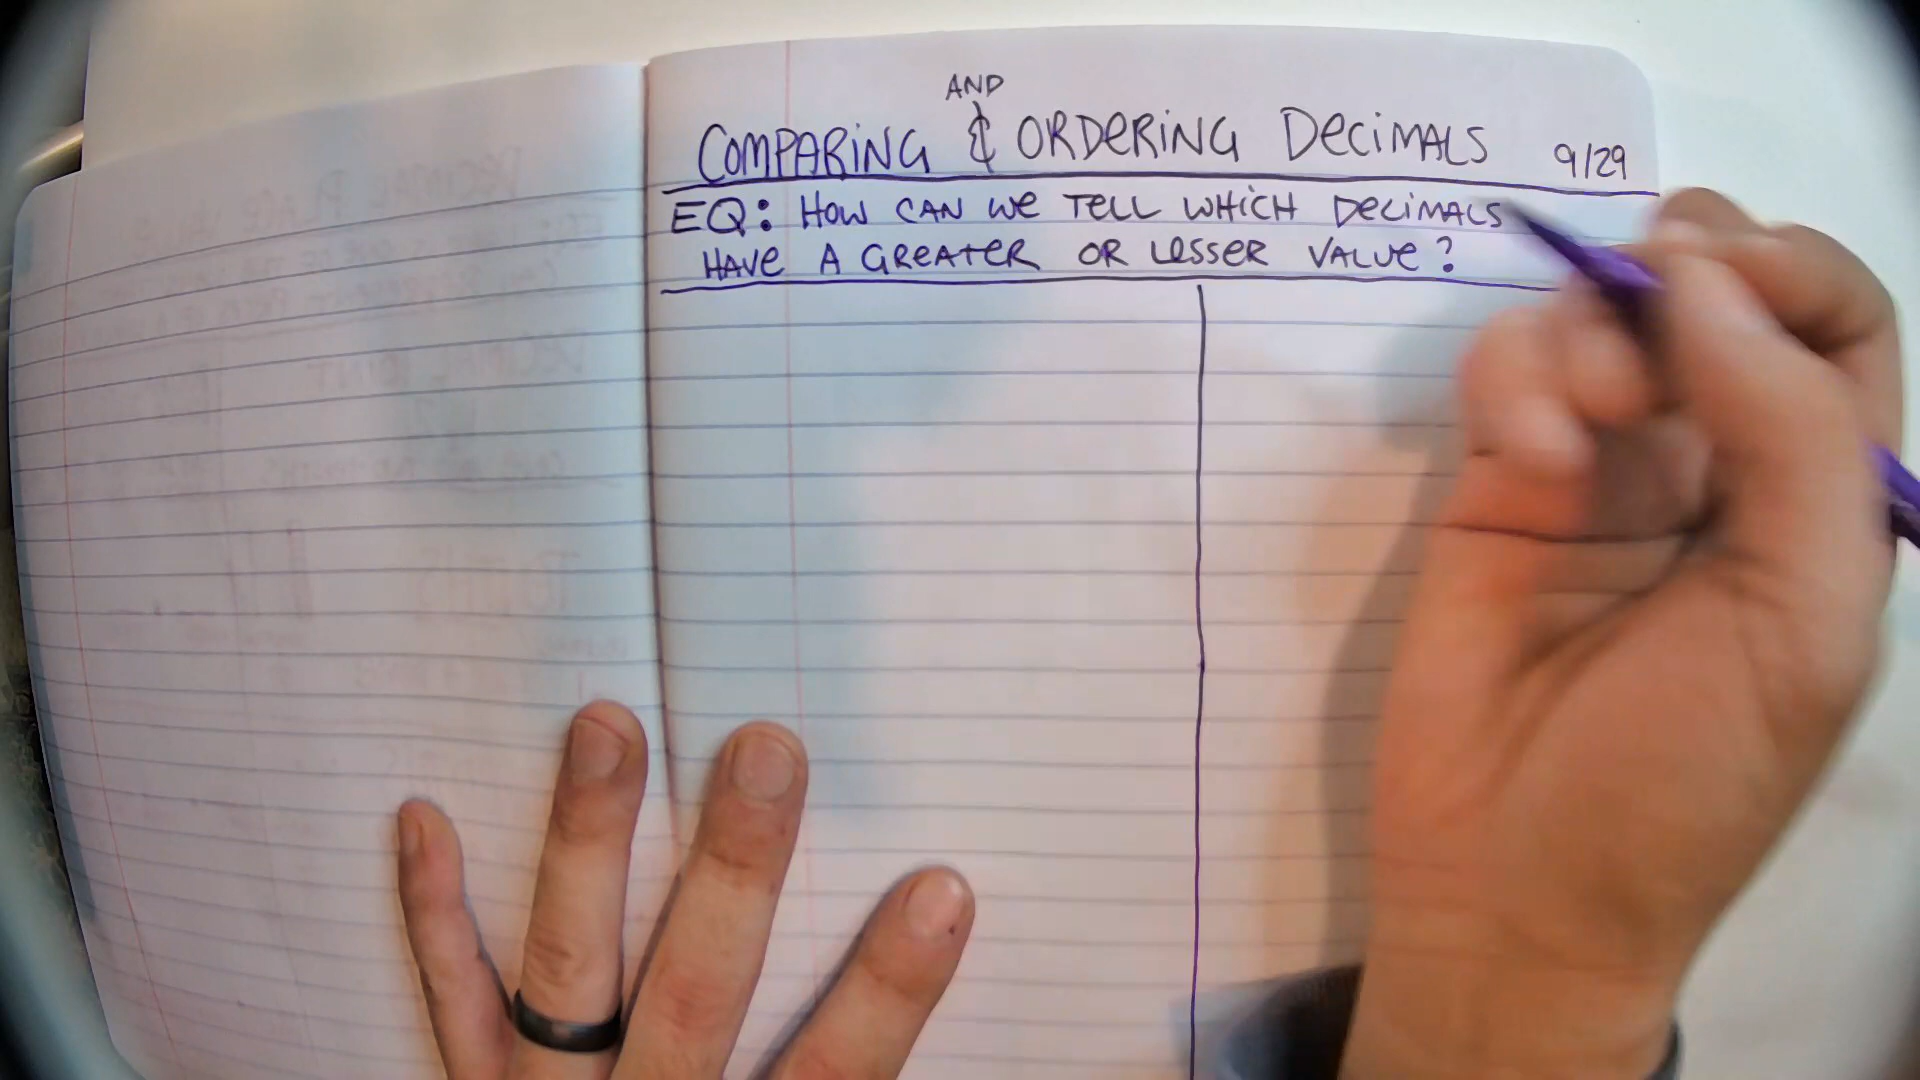 AND
COMPARING & ORDERING DECIMALS 9/29
EQ: HOW CAN WE TELL WHICH DECIMALS
HAVE A GREATER OR LESSER VALUE?